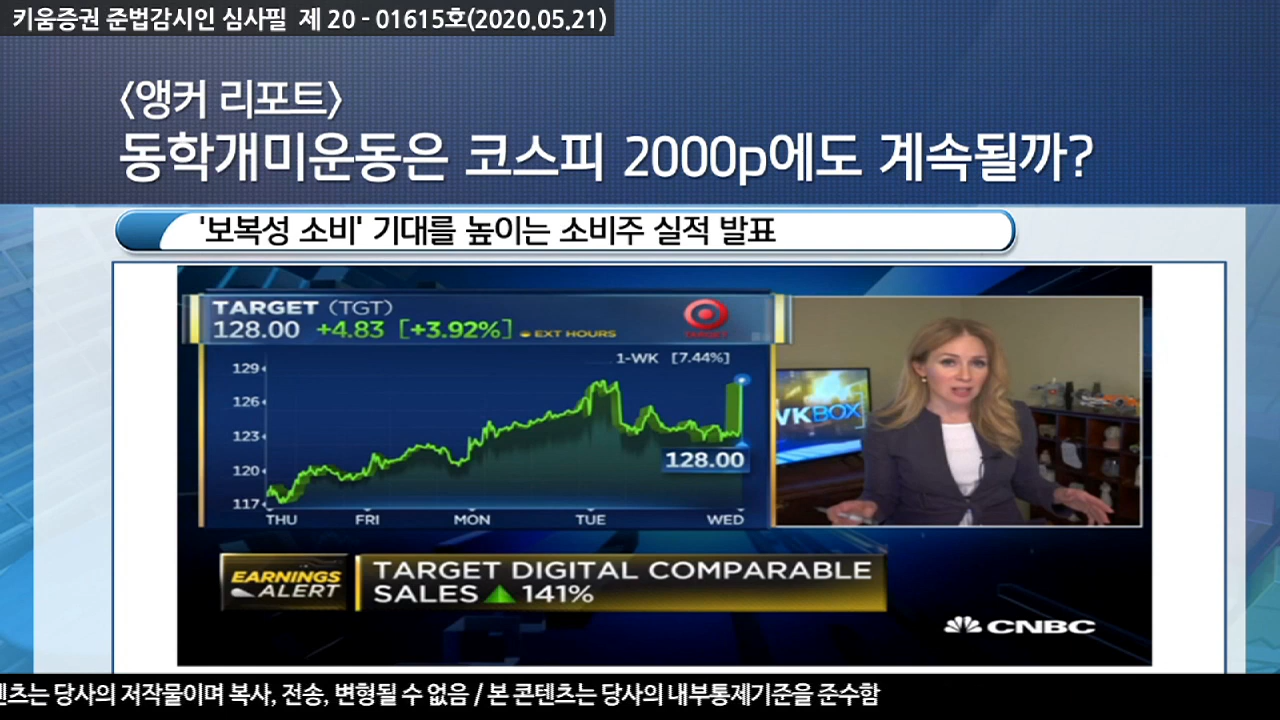 키움증권 준법감시인 심사필 제 20 - 01615호(2020.05.21)
<앵커 리포트>
동학개미운동은 코스피 2000p에도 계속될까?
'보복성 소비' 기대를 높이는 소비주 실적 발표
TARGET (TGT)
128.00 +4.83 [+3.92%] EXT HOURS
TARGET
1-WK [7.44%]
129
126
123
120
117
128.00
THU FRI MON TUE WED
WKBOX
EARNINGS
ALERT
TARGET DIGITAL COMPARABLE
SALES ▲ 141%
CNBC
텐츠는 당사의 저작물이며 복사, 전송, 변형될 수 없음 / 본 콘텐츠는 당사의 내부통제기준을 준수함